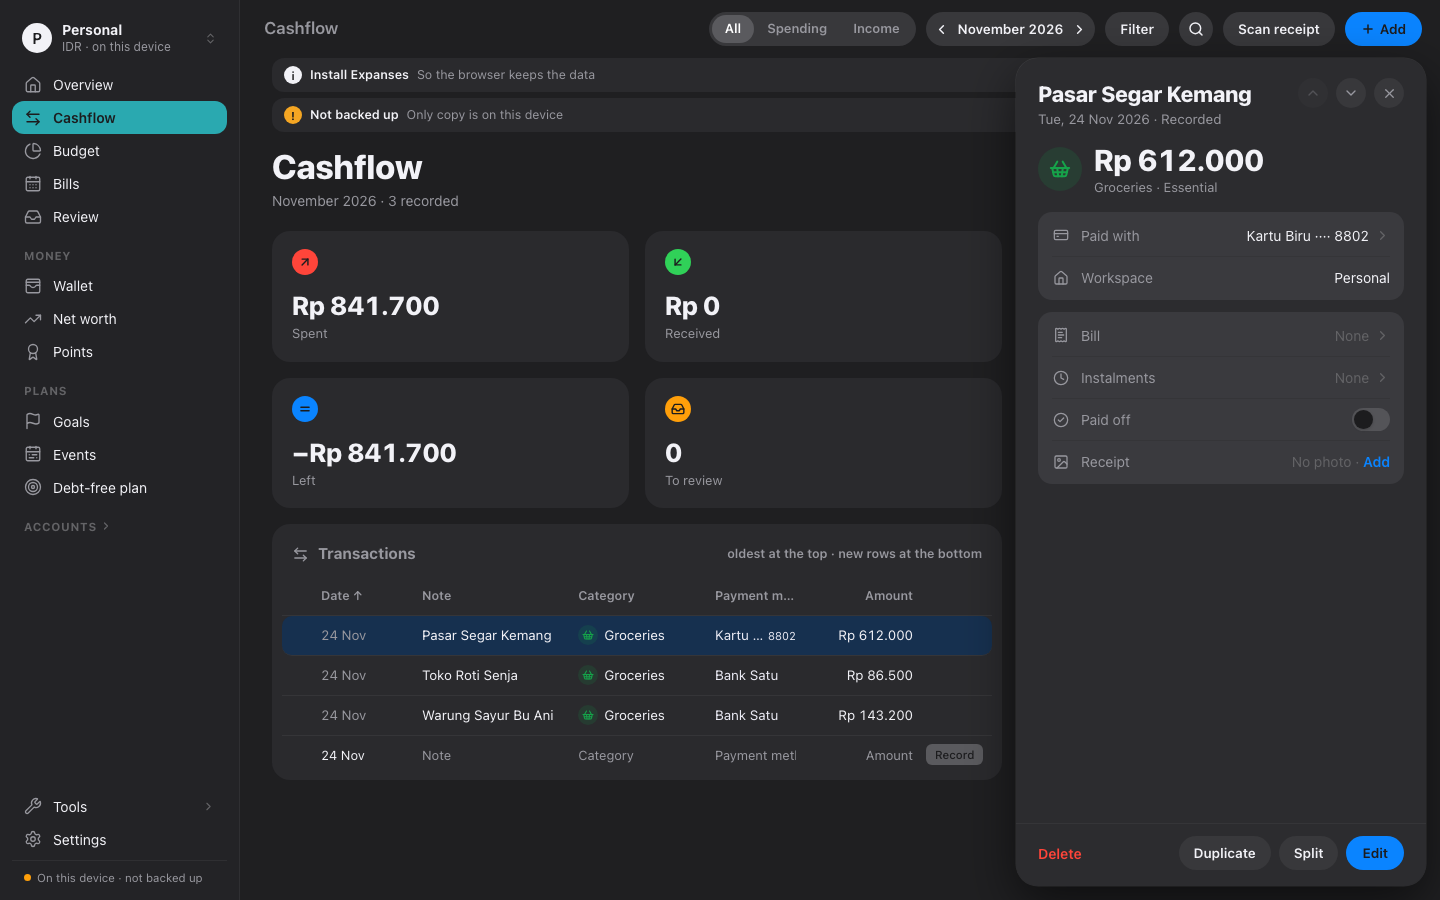 P
Personal
IDR · on this device
Overview
Cashflow
Budget
Bills
Review
MONEY
Wallet
Net worth
Points
PLANS
Goals
Events
Debt-free plan
ACCOUNTS
Tools
Settings
On this device · not backed up
Cashflow
All Spending Income
November 2026
Filter
Scan receipt
+ Add
Install Expanses So the browser keeps the data
Not backed up Only copy is on this device
Cashflow
November 2026 · 3 recorded
Rp 841.700
Spent
Rp 0
Received
−Rp 841.700
Left
0
To review
Transactions oldest at the top · new rows at the bottom
Date ↑ Note Category Payment m... Amount
24 Nov Pasar Segar Kemang Groceries Kartu ... 8802 Rp 612.000
24 Nov Toko Roti Senja Groceries Bank Satu Rp 86.500
24 Nov Warung Sayur Bu Ani Groceries Bank Satu Rp 143.200
24 Nov Note Category Payment met Amount Record
Pasar Segar Kemang
Tue, 24 Nov 2026 · Recorded
Rp 612.000
Groceries · Essential
Paid with Kartu Biru ···· 8802
Workspace Personal
Bill None
Instalments None
Paid off
Receipt No photo · Add
Delete Duplicate Split Edit